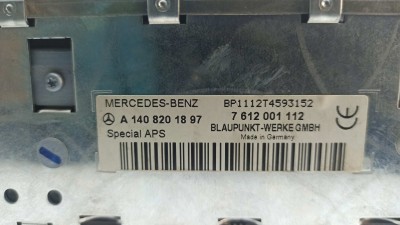 MERCEDES-BENZ BP1112T4593152
A 140 820 18 97 7 612 001 112
Special APS BLAUPUNKT-WERKE GMBH
Made in Germany
CE